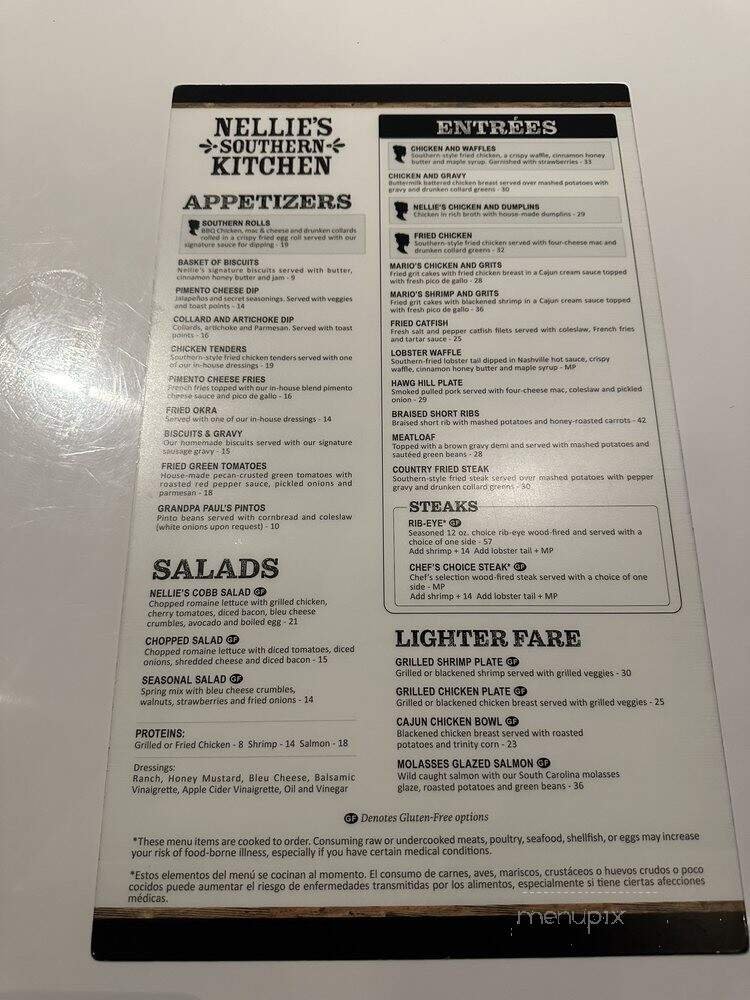 NELLIE'S
SOUTHERN
KITCHEN
APPETIZERS
SOUTHERN ROLLS
BBQ Chicken, mac & cheese and drunken collards
rolled in a crispy fried egg roll served with our
signature sauce for dipping - 19
BASKET OF BISCUITS
Nellie's signature biscuits served with butter,
cinnamon honey butter and jam - 9
PIMENTO CHEESE DIP
Jalapeños and secret seasonings. Served with veggies
and toast points - 14
COLLARD AND ARTICHOKE DIP
Collards, artichoke and Parmesan. Served with toast
points - 16
CHICKEN TENDERS
Southern-style fried chicken tenders served with one
of our in-house dressings - 19
PIMENTO CHEESE FRIES
French fries topped with our in-house blend pimento
cheese sauce and pico de gallo - 16
FRIED OKRA
Served with one of our in-house dressings - 14
BISCUITS & GRAVY
Our homemade biscuits served with our signature
sausage gravy - 15
FRIED GREEN TOMATOES
House-made pecan-crusted green tomatoes with
roasted red pepper sauce, pickled onions and
parmesan - 18
GRANDPA PAUL'S PINTOS
Pinto beans served with cornbread and coleslaw
(white onions upon request) - 10
SALADS
NELLIE'S COBB SALAD GF
Chopped romaine lettuce with grilled chicken,
cherry tomatoes, diced bacon, bleu cheese
crumbles, avocado and boiled egg - 21
CHOPPED SALAD GF
Chopped romaine lettuce with diced tomatoes, diced
onions, shredded cheese and diced bacon - 15
SEASONAL SALAD GF
Spring mix with bleu cheese crumbles,
walnuts, strawberries and fried onions - 14
PROTEINS:
Grilled or Fried Chicken - 8 Shrimp - 14 Salmon - 18
Dressings:
Ranch, Honey Mustard, Bleu Cheese, Balsamic
Vinaigrette, Apple Cider Vinaigrette, Oil and Vinegar
ENTRÉES
CHICKEN AND WAFFLES
Southern-style fried chicken, a crispy waffle, cinnamon honey
butter and maple syrup. Garnished with strawberries - 33
CHICKEN AND GRAVY
Buttermilk battered chicken breast served over mashed potatoes with
gravy and drunken collard greens - 30
NELLIE'S CHICKEN AND DUMPLINS
Chicken in rich broth with house-made dumplins - 29
FRIED CHICKEN
Southern-style fried chicken served with four-cheese mac and
drunken collard greens - 32
MARIO'S CHICKEN AND GRITS
Fried grit cakes with fried chicken breast in a Cajun cream sauce topped
with fresh pico de gallo - 28
MARIO'S SHRIMP AND GRITS
Fried grit cakes with blackened shrimp in a Cajun cream sauce topped
with fresh pico de gallo - 36
FRIED CATFISH
Fresh salt and pepper catfish filets served with coleslaw, French fries
and tartar sauce - 25
LOBSTER WAFFLE
Southern-fried lobster tail dipped in Nashville hot sauce, crispy
waffle, cinnamon honey butter and maple syrup - MP
HAWG HILL PLATE
Smoked pulled pork served with four-cheese mac, coleslaw and pickled
onion - 29
BRAISED SHORT RIBS
Braised short rib with mashed potatoes and honey-roasted carrots - 42
MEATLOAF
Topped with a brown gravy demi and served with mashed potatoes and
sautéed green beans - 28
COUNTRY FRIED STEAK
Southern-style fried steak served over mashed potatoes with pepper
gravy and drunken collard greens - 30
STEAKS
RIB-EYE* GF
Seasoned 12 oz. choice rib-eye wood-fired and served with a
choice of one side - 57
Add shrimp + 14 Add lobster tail + MP
CHEF'S CHOICE STEAK* GF
Chef's selection wood-fired steak served with a choice of one
side - MP
Add shrimp + 14 Add lobster tail + MP
LIGHTER FARE
GRILLED SHRIMP PLATE GF
Grilled or blackened shrimp served with grilled veggies - 30
GRILLED CHICKEN PLATE GF
Grilled or blackened chicken breast served with grilled veggies - 25
CAJUN CHICKEN BOWL GF
Blackened chicken breast served with roasted
potatoes and trinity corn - 23
MOLASSES GLAZED SALMON GF
Wild caught salmon with our South Carolina molasses
glaze, roasted potatoes and green beans - 36
GF Denotes Gluten-Free options
*These menu items are cooked to order. Consuming raw or undercooked meats, poultry, seafood, shellfish, or eggs may increase
your risk of food-borne illness, especially if you have certain medical conditions.
*Estos elementos del menú se cocinan al momento. El consumo de carnes, aves, mariscos, crustáceos o huevos crudos o poco
cocidos puede aumentar el riesgo de enfermedades transmitidas por los alimentos, especialmente si tiene ciertas afecciones
médicas.
menupix